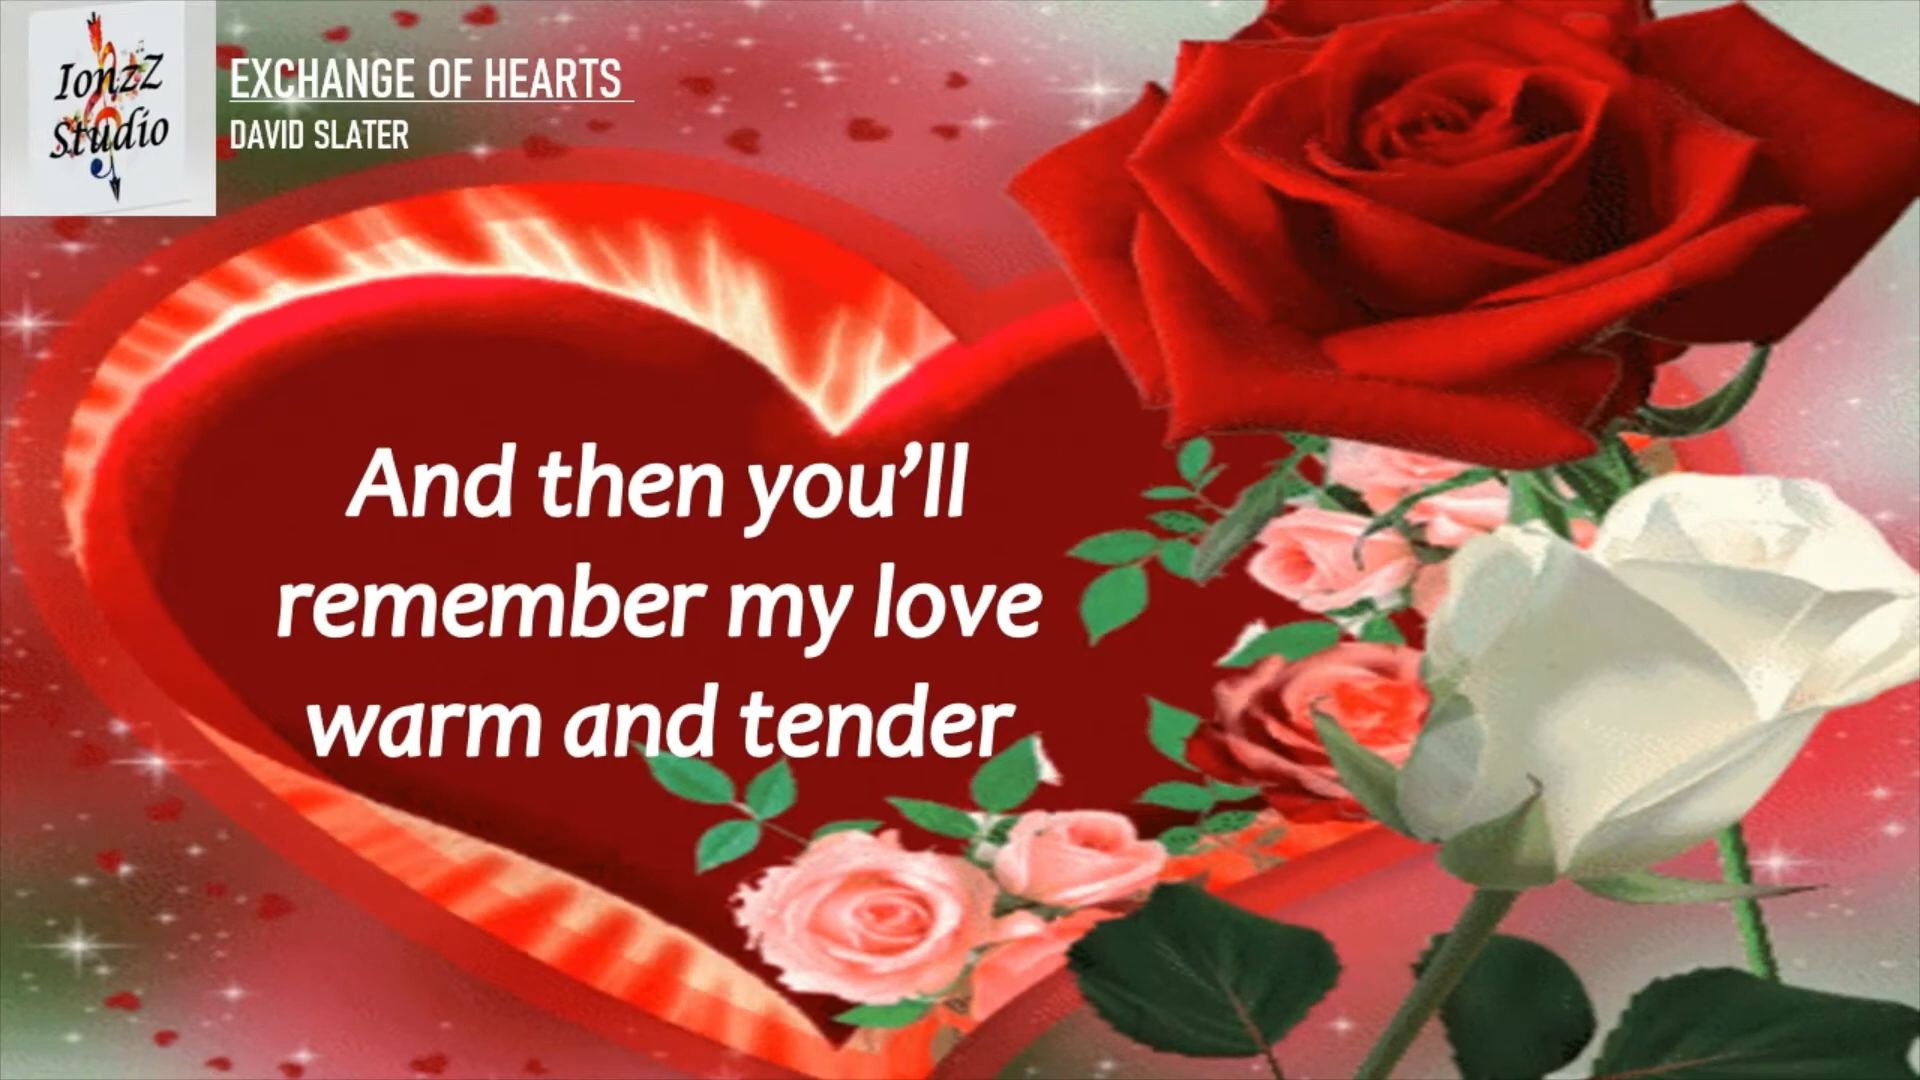 IonzZ
Studio
EXCHANGE OF HEARTS
DAVID SLATER
And then you’ll
remember my love
warm and tender